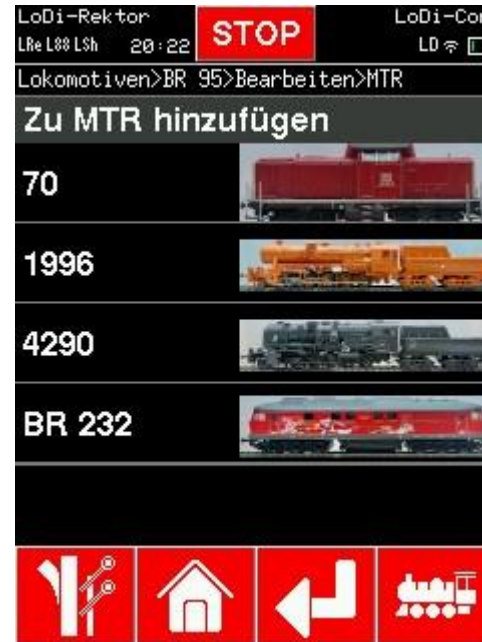 LoDi-Rektor
LoDi-Con
LRe L88 LSh 20:22
STOP
LD
Lokomotiven>BR 95>Bearbeiten>MTR
Zu MTR hinzufügen
70
1996
4290
BR 232